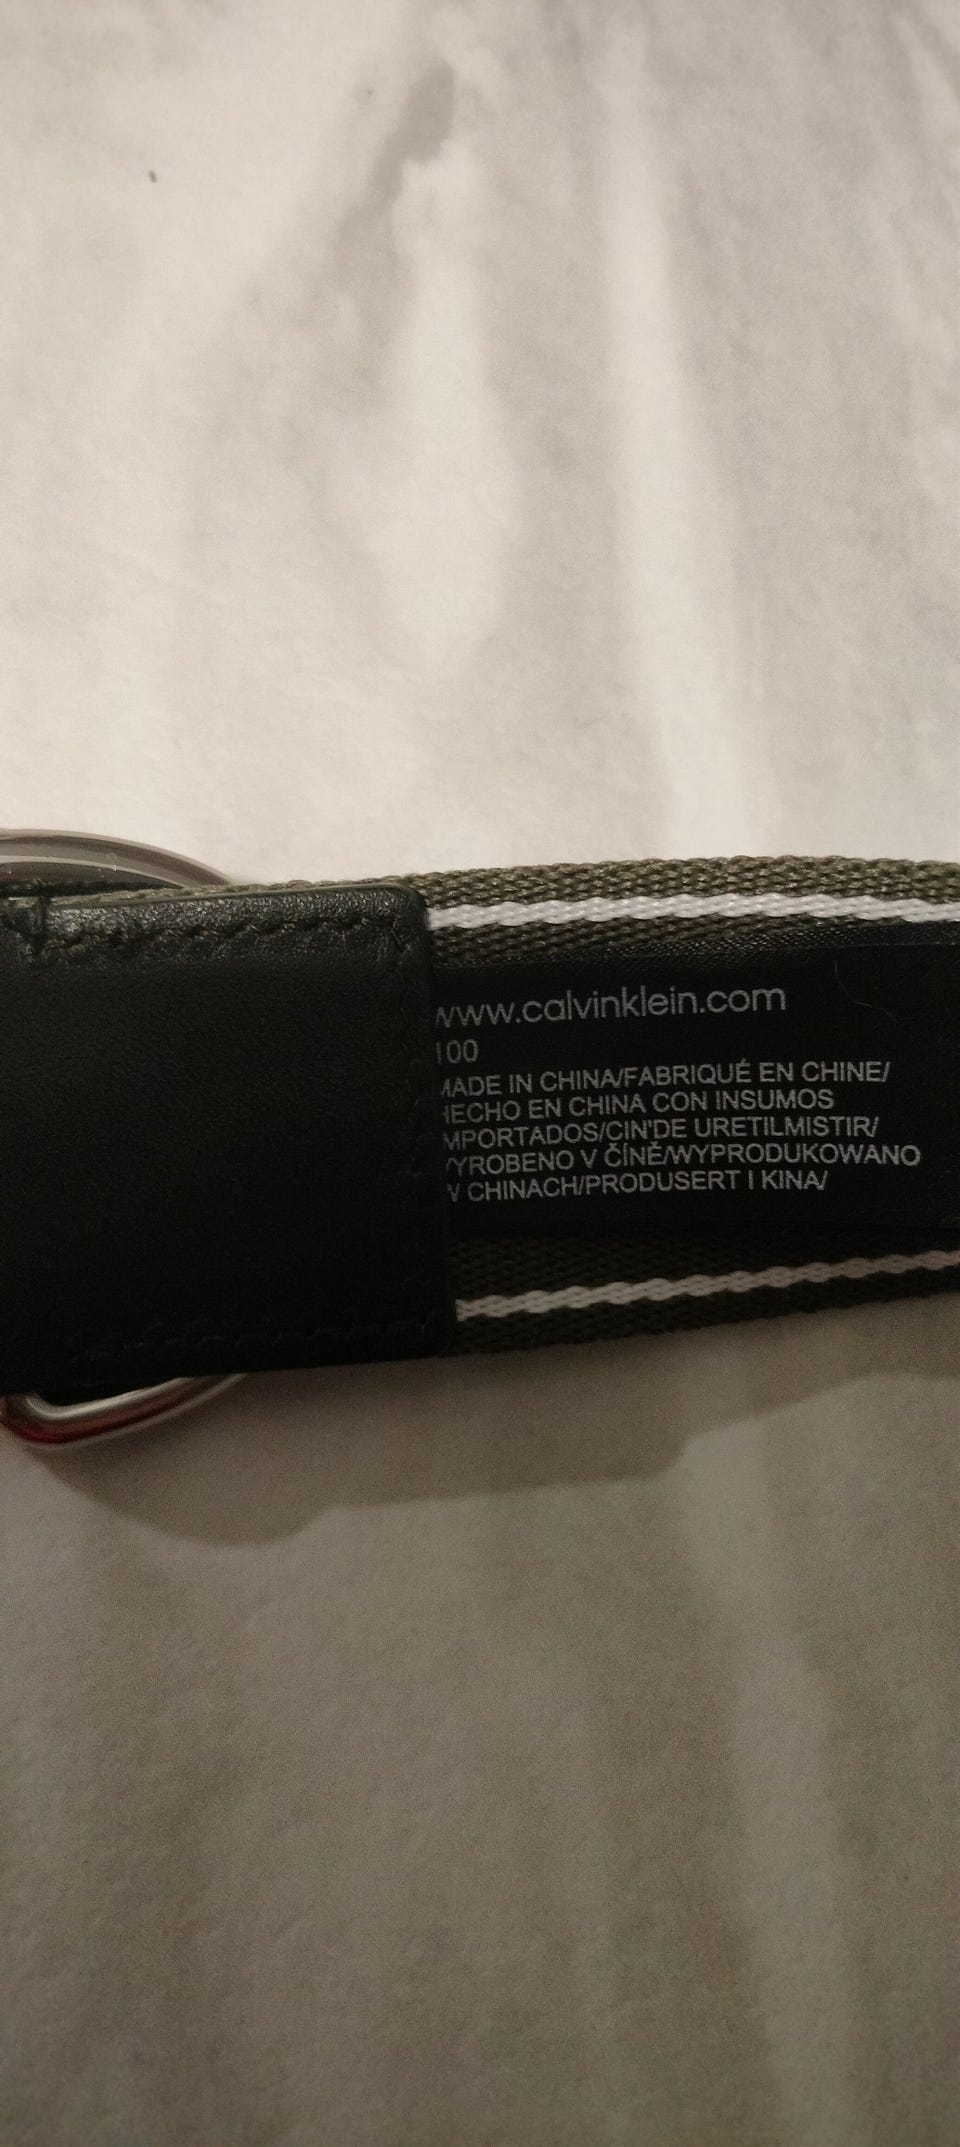 www.calvinklein.com
100
MADE IN CHINA/FABRIQUÉ EN CHINE/
HECHO EN CHINA CON INSUMOS
IMPORTADOS/CIN'DE URETILMISTIR/
VYROBENO V ČÍNĚ/WYPRODUKOWANO
W CHINACH/PRODUSERT I KINA/